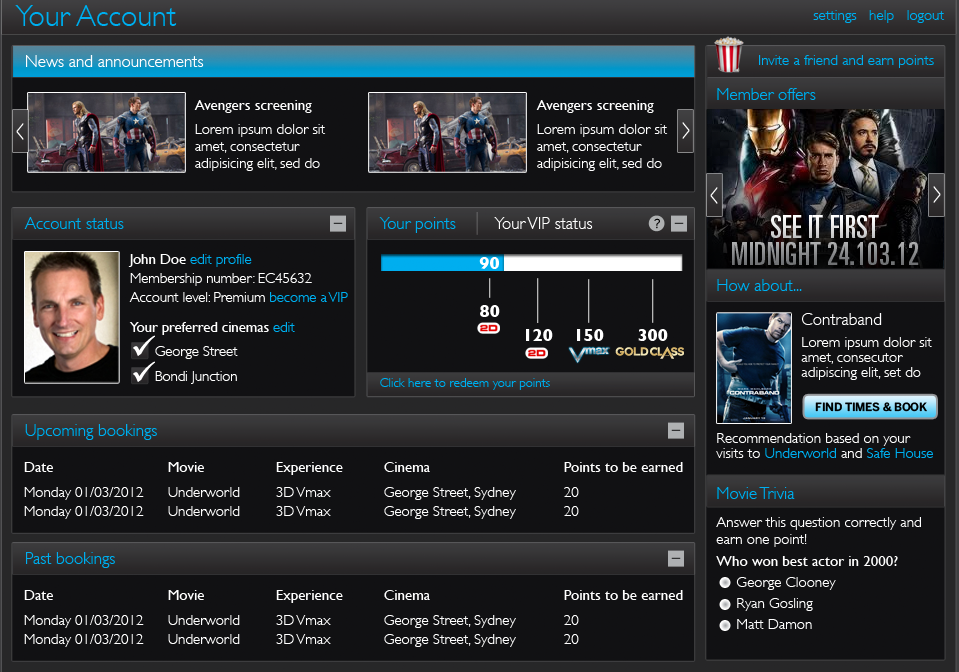 Your Account
settings help logout
News and announcements
Avengers screening
Lorem ipsum dolor sit
amet, consectetur
adipisicing elit, sed do
Avengers screening
Lorem ipsum dolor sit
amet, consectetur
adipisicing elit, sed do
Invite a friend and earn points
Member offers
SEE IT FIRST
MIDNIGHT 24.103.12
Account status
John Doe edit profile
Membership number: EC45632
Account level: Premium become a VIP
Your preferred cinemas edit
George Street
Bondi Junction
Your points Your VIP status ?
90
80
2D
120
2D
150
Vmax
300
GOLD CLASS
Click here to redeem your points
How about...
CONTRABAND
Contraband
Lorem ipsum dolor sit
amet, consecutor
adipiscing elit, set do
FIND TIMES & BOOK
Recommendation based on your
visits to Underworld and Safe House
Upcoming bookings
Date Movie Experience Cinema Points to be earned
Monday 01/03/2012 Underworld 3D Vmax George Street, Sydney 20
Monday 01/03/2012 Underworld 3D Vmax George Street, Sydney 20
Past bookings
Date Movie Experience Cinema Points to be earned
Monday 01/03/2012 Underworld 3D Vmax George Street, Sydney 20
Monday 01/03/2012 Underworld 3D Vmax George Street, Sydney 20
Movie Trivia
Answer this question correctly and
earn one point!
Who won best actor in 2000?
George Clooney
Ryan Gosling
Matt Damon